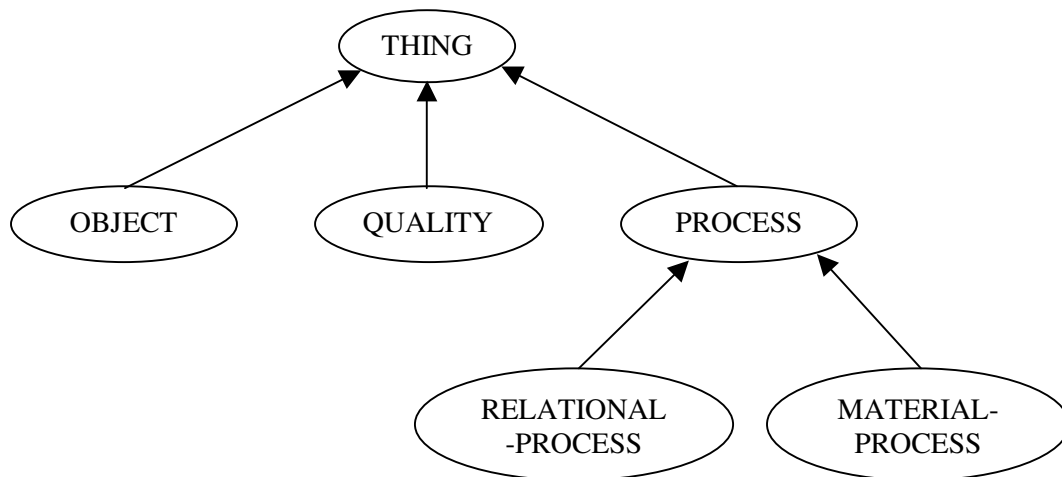 THING
OBJECT
QUALITY
PROCESS
RELATIONAL
-PROCESS
MATERIAL-
PROCESS